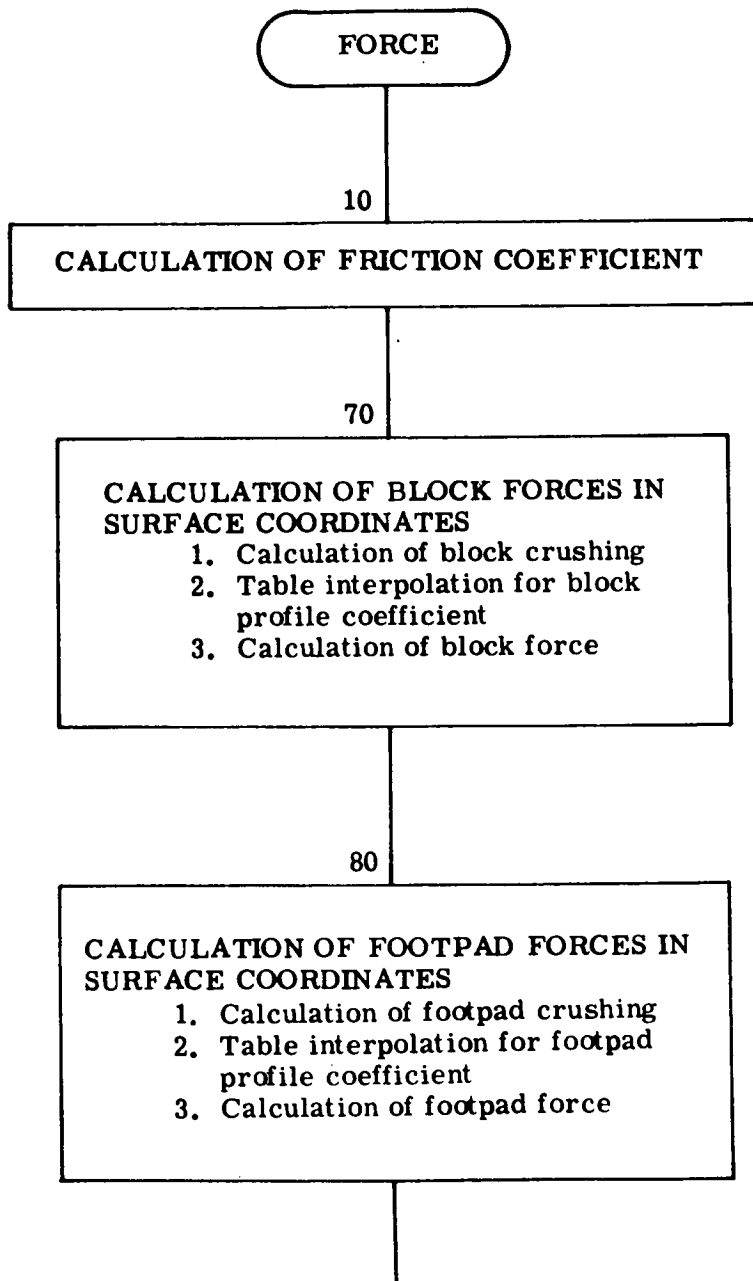 FORCE
10
CALCULATION OF FRICTION COEFFICIENT
70
CALCULATION OF BLOCK FORCES IN
SURFACE COORDINATES
1. Calculation of block crushing
2. Table interpolation for block
profile coefficient
3. Calculation of block force
80
CALCULATION OF FOOTPAD FORCES IN
SURFACE COORDINATES
1. Calculation of footpad crushing
2. Table interpolation for footpad
profile coefficient
3. Calculation of footpad force